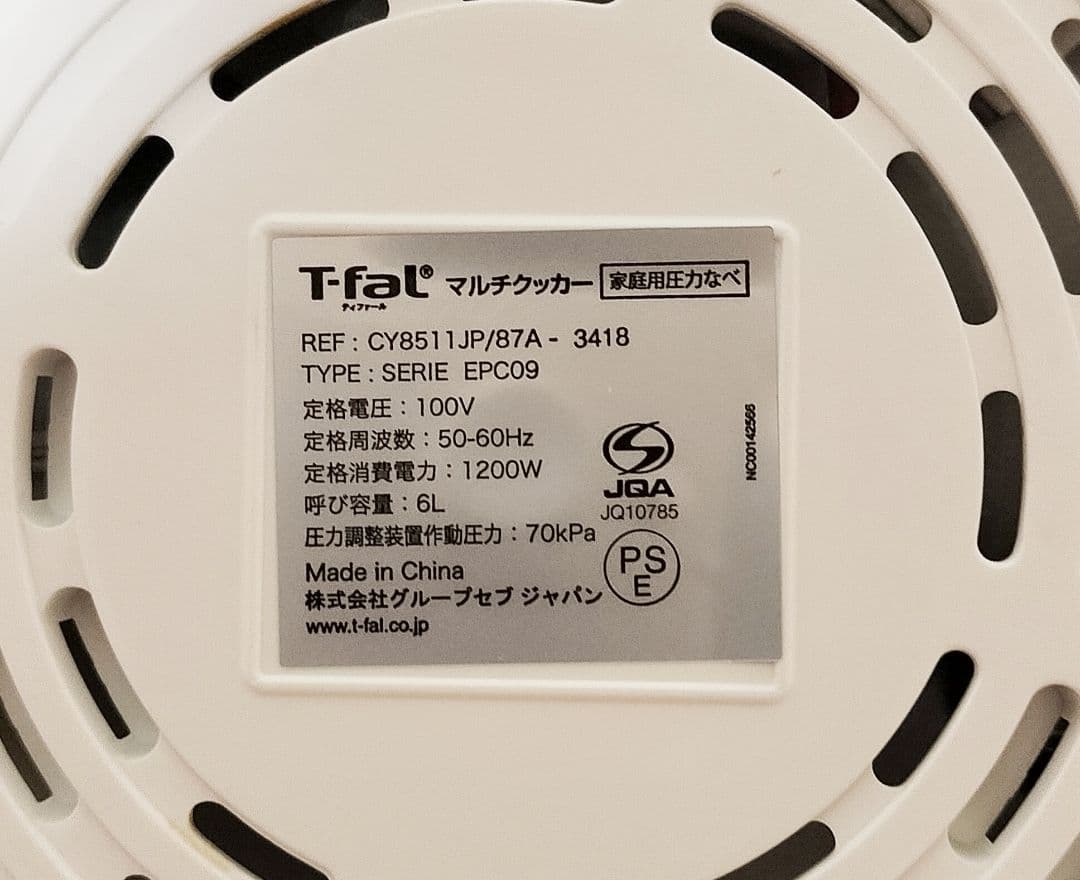 T-fal® マルチクッカー 家庭用圧力なべ
ティファール
REF : CY8511JP/87A - 3418
TYPE : SERIE EPC09
定格電圧：100V
定格周波数：50-60Hz
定格消費電力：1200W
呼び容量：6L
圧力調整装置作動圧力：70kPa
Made in China
株式会社グループセブ ジャパン
www.t-fal.co.jp
JQA
JQ10785
PS
E
NC00142566